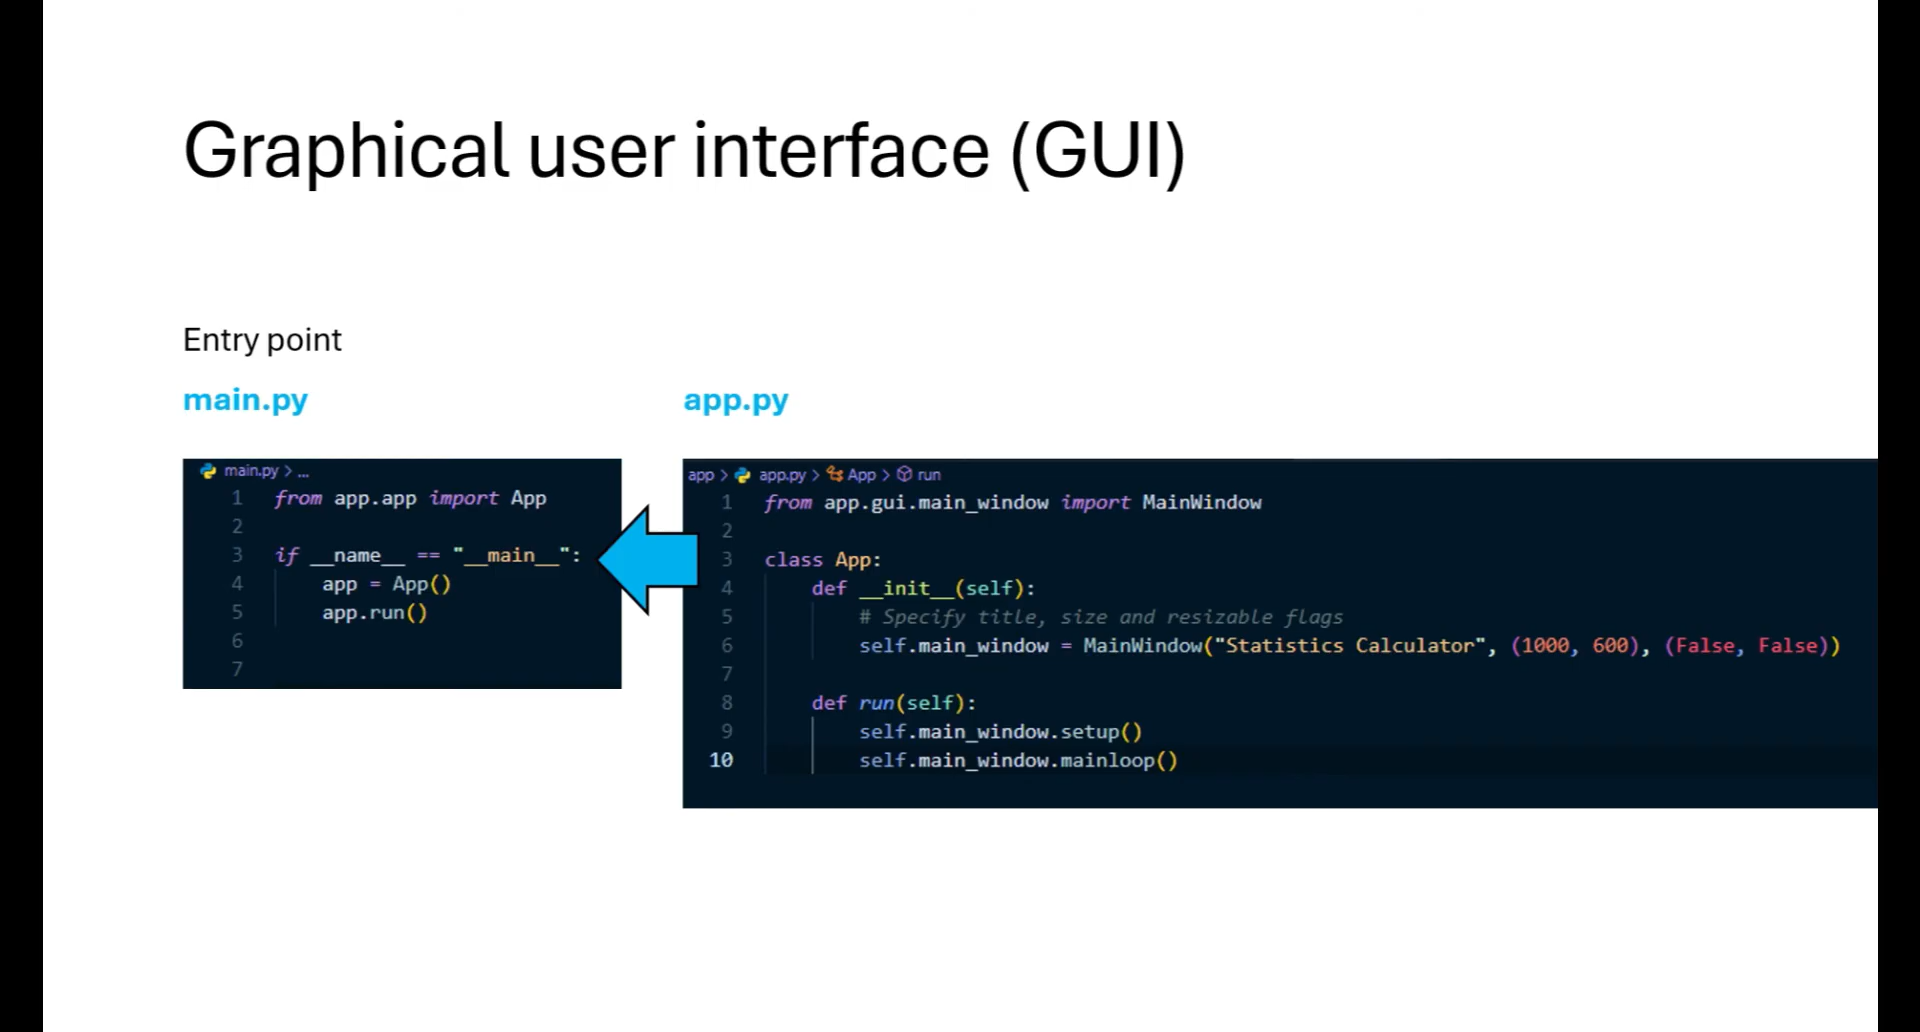 Graphical user interface (GUI)
Entry point
main.py
main.py > ...
1 from app.app import App
2
3 if __name__ == "__main__":
4     app = App()
5     app.run()
6
7
app.py
app > app.py > App > run
1 from app.gui.main_window import MainWindow
2
3 class App:
4     def __init__(self):
5         # Specify title, size and resizable flags
6         self.main_window = MainWindow("Statistics Calculator", (1000, 600), (False, False))
7
8     def run(self):
9         self.main_window.setup()
10         self.main_window.mainloop()